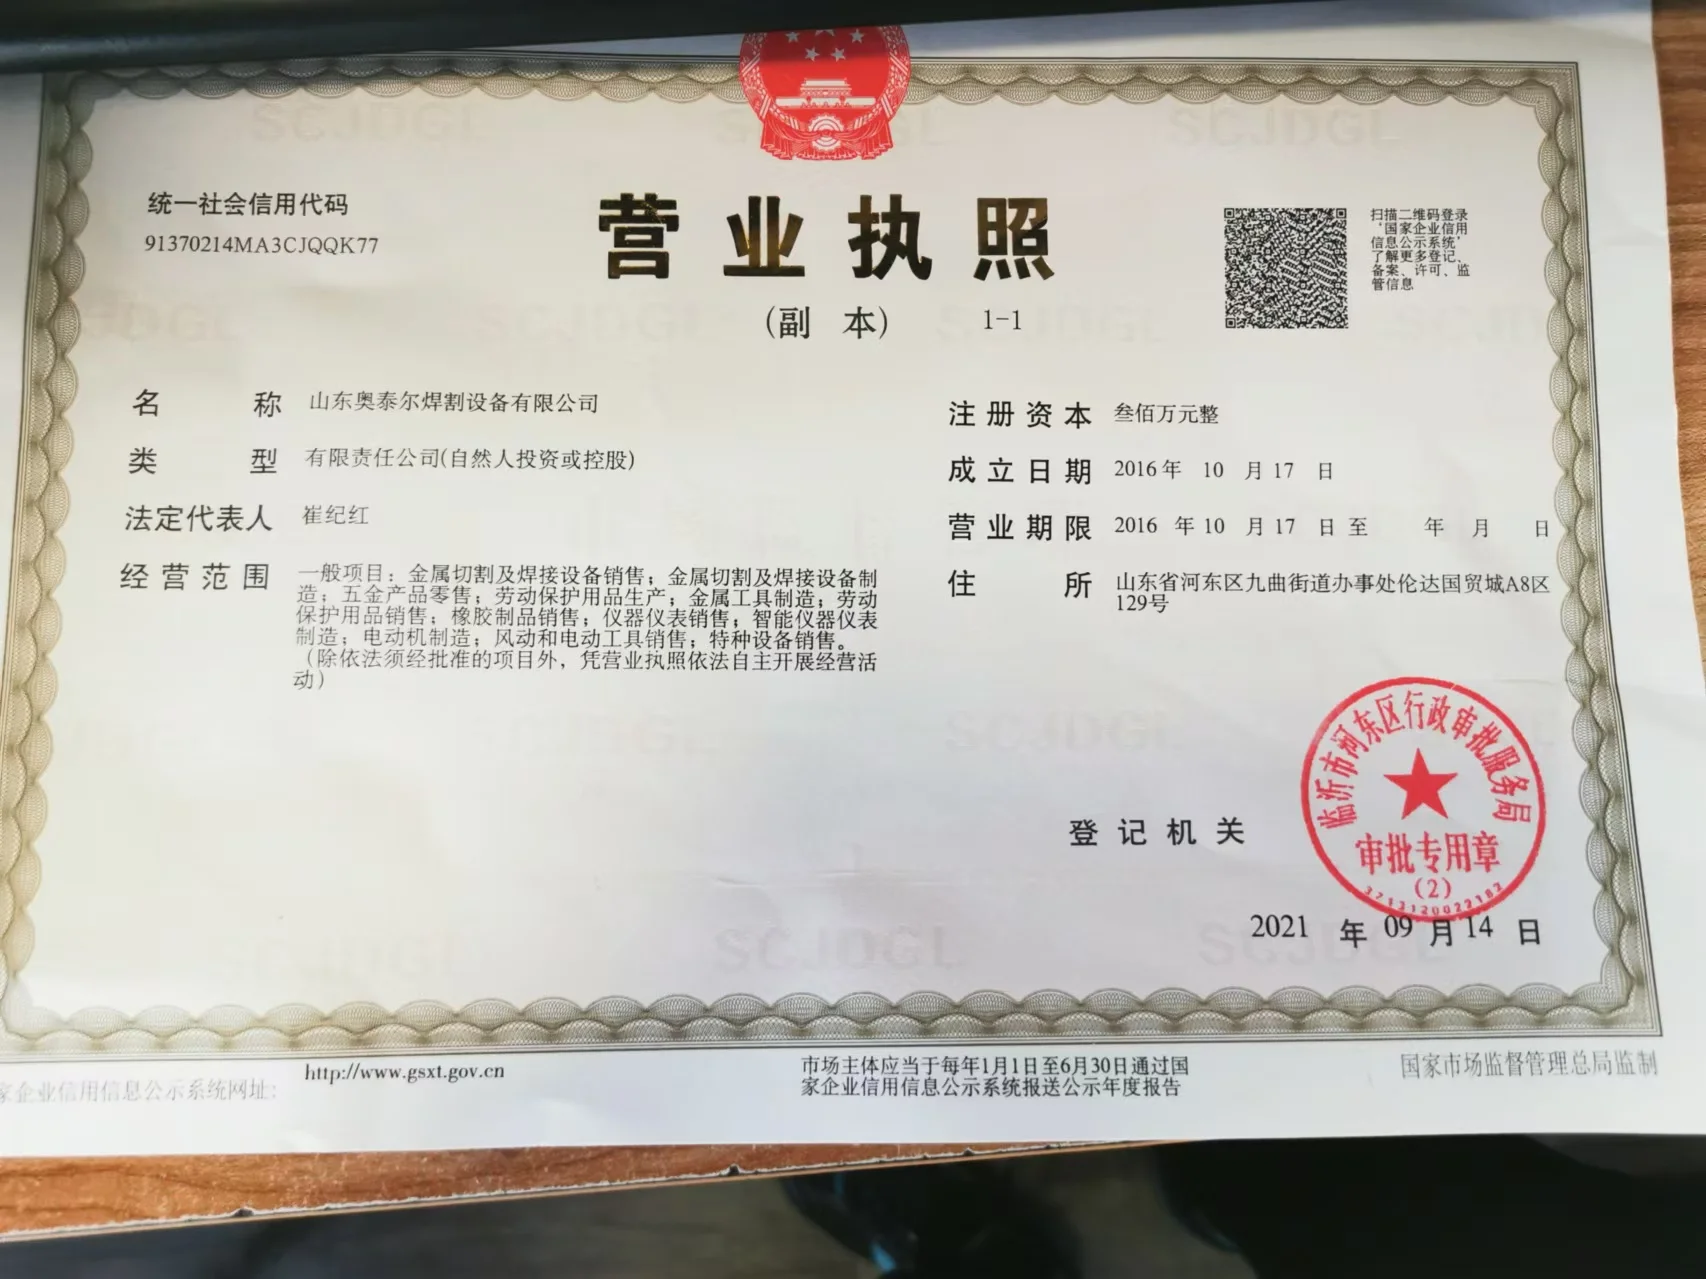 统一社会信用代码
91370214MA3CJQQK77
营业执照
(副 本) 1-1
扫描二维码登录
'国家企业信用
信息公示系统'
了解更多登记、
备案、许可、监
管信息
名称 山东奥泰尔焊割设备有限公司
类型 有限责任公司(自然人投资或控股)
法定代表人 崔纪红
经营范围 一般项目：金属切割及焊接设备销售；金属切割及焊接设备制
造；五金产品零售；劳动保护用品生产；金属工具制造；劳动
保护用品销售；橡胶制品销售；仪器仪表销售；智能仪器仪表
制造；电动机制造；风动和电动工具销售；特种设备销售。
（除依法须经批准的项目外，凭营业执照依法自主开展经营活
动）
注册资本 叁佰万元整
成立日期 2016年 10 月 17 日
营业期限 2016 年 10 月 17 日 至 年 月 日
住所 山东省河东区九曲街道办事处伦达国贸城A8区
129号
登记机关
临沂市河东区行政审批服务局
审批专用章
(2)
2021 年 09 月 14 日
家企业信用信息公示系统网址:
http://www.gsxt.gov.cn
市场主体应当于每年1月1日至6月30日通过国
家企业信用信息公示系统报送公示年度报告
国家市场监督管理总局监制
SCJDGL